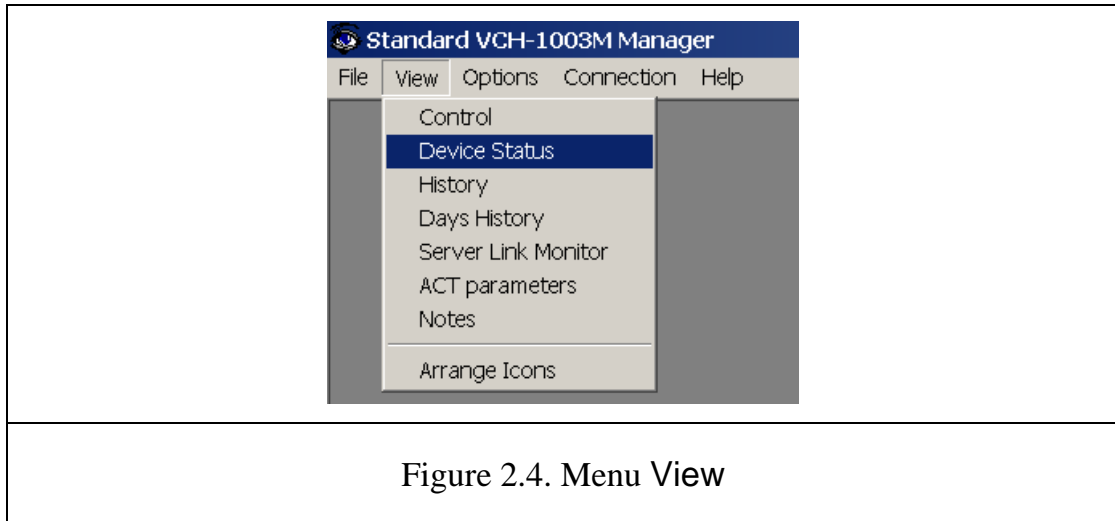 Standard VCH-1003M Manager
File View Options Connection Help
Control
Device Status
History
Days History
Server Link Monitor
ACT parameters
Notes
Arrange Icons
Figure 2.4. Menu View